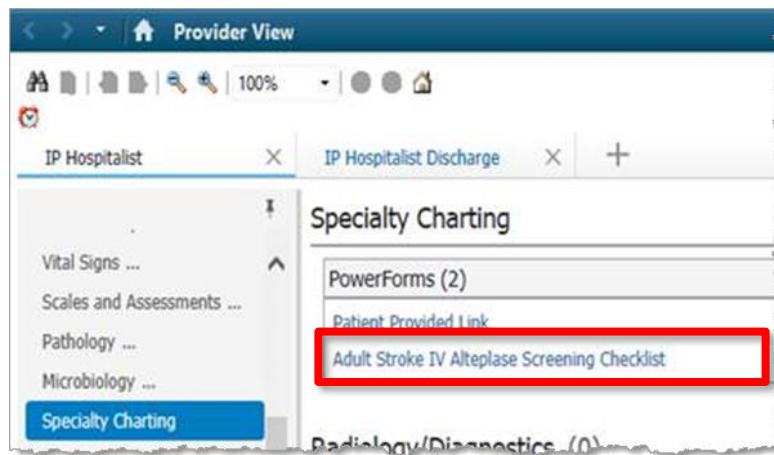 Provider View
100%
IP Hospitalist
IP Hospitalist Discharge
Specialty Charting
Vital Signs ...
Scales and Assessments ...
Pathology ...
Microbiology ...
Specialty Charting
PowerForms (2)
Patient Provided Link
Adult Stroke IV Alteplase Screening Checklist
Radiology/Diagnostics (0)